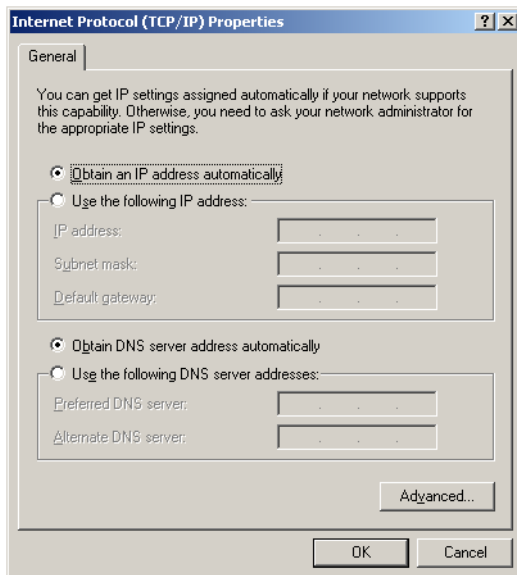 Internet Protocol (TCP/IP) Properties
General
You can get IP settings assigned automatically if your network supports
this capability. Otherwise, you need to ask your network administrator for
the appropriate IP settings.
Obtain an IP address automatically
Use the following IP address:
IP address:
Subnet mask:
Default gateway:
Obtain DNS server address automatically
Use the following DNS server addresses:
Preferred DNS server:
Alternate DNS server:
Advanced...
OK Cancel